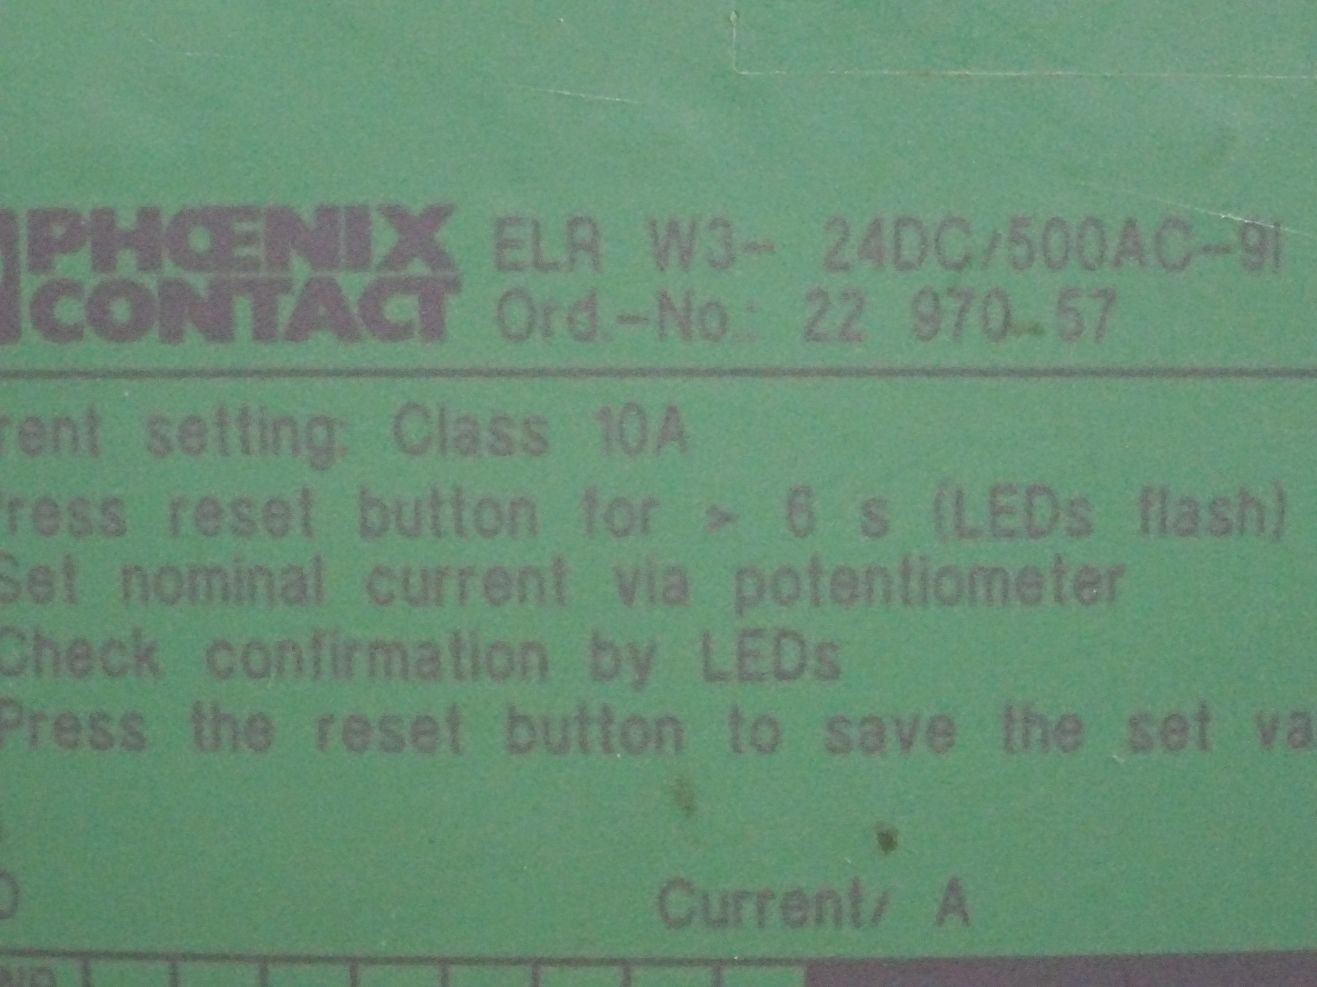 PHŒNIX
CONTACT
ELR W3- 24DC/500AC-9I
Ord.-No.: 22 970 57
rent setting: Class 10A
ress reset button for > 6 s (LEDs flash)
Set nominal current via potentiometer
Check confirmation by LEDs
Press the reset button to save the set va
Current/ A